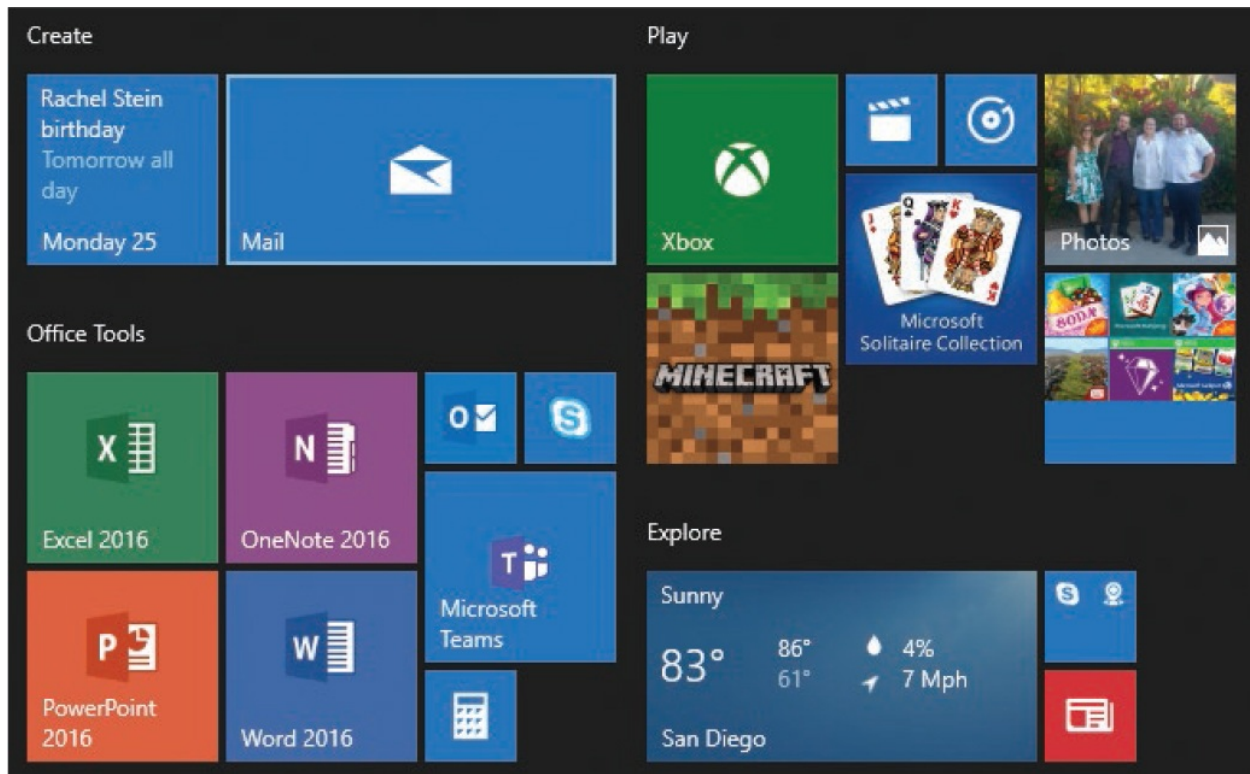 Create
Rachel Stein
birthday
Tomorrow all
day
Monday 25
Mail
Office Tools
X
Excel 2016
N
OneNote 2016
O
S
T
Microsoft
Teams
P
PowerPoint
2016
W
Word 2016
Play
Xbox
J
Q
K
K
Microsoft
Solitaire Collection
Photos
MINECRAFT
SODA
Explore
Sunny
83°
86°
61°
4%
7 Mph
San Diego
S